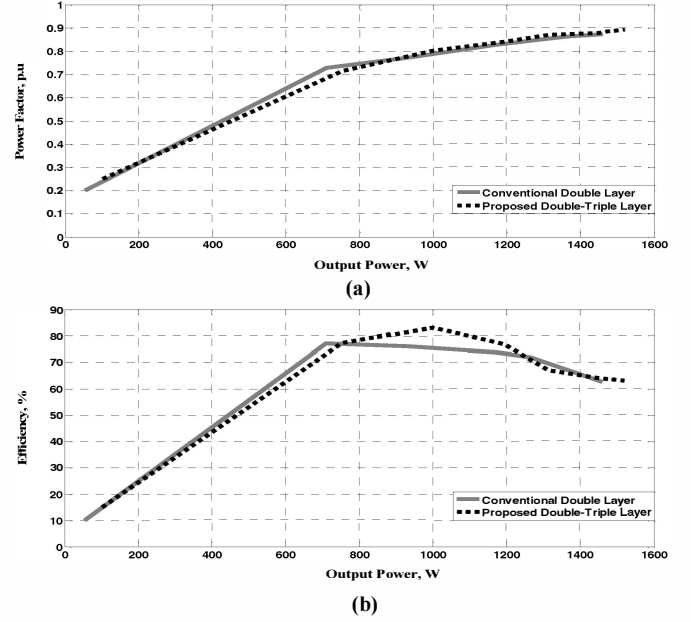 1
0.9
0.8
0.7
0.6
0.5
0.4
0.3
0.2
0.1
0
Power Factor, p.u
Conventional Double Layer
Proposed Double-Triple Layer
0 200 400 600 800 1000 1200 1400 1600
Output Power, W
(a)
90
80
70
60
50
40
30
20
10
0
Efficiency, %
Conventional Double Layer
Proposed Double-Triple Layer
0 200 400 600 800 1000 1200 1400 1600
Output Power, W
(b)